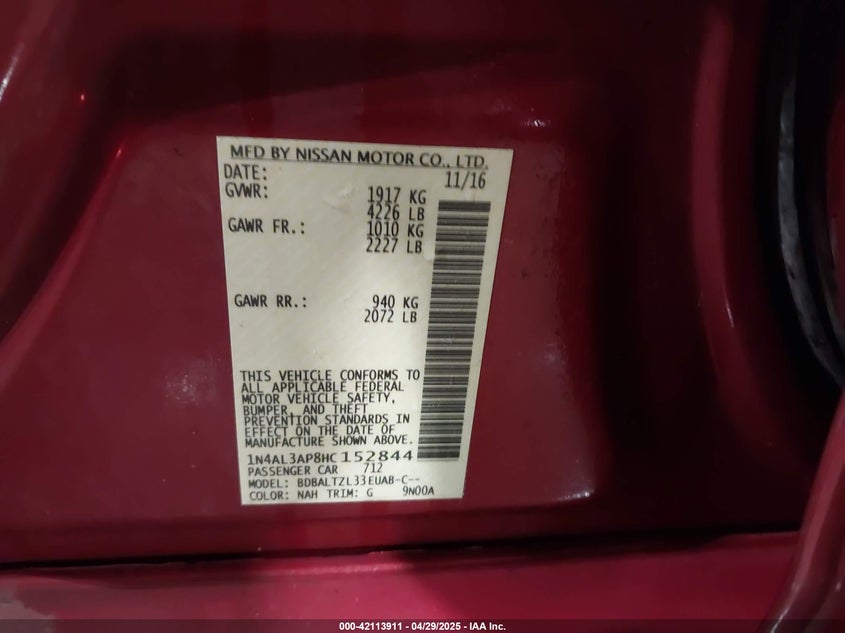 MFD BY NISSAN MOTOR CO., LTD.
DATE: 11/16
GVWR: 1917 KG
4226 LB
GAWR FR.: 1010 KG
2227 LB
GAWR RR.: 940 KG
2072 LB
THIS VEHICLE CONFORMS TO
ALL APPLICABLE FEDERAL
MOTOR VEHICLE SAFETY,
BUMPER, AND THEFT
PREVENTION STANDARDS IN
EFFECT ON THE DATE OF
MANUFACTURE SHOWN ABOVE.
1N4AL3AP8HC152844
PASSENGER CAR 712
MODEL: BDBALTZL33EUAB-C--
COLOR: NAH TRIM: G 9N00A
000-42113911 - 04/29/2025 - IAA Inc.